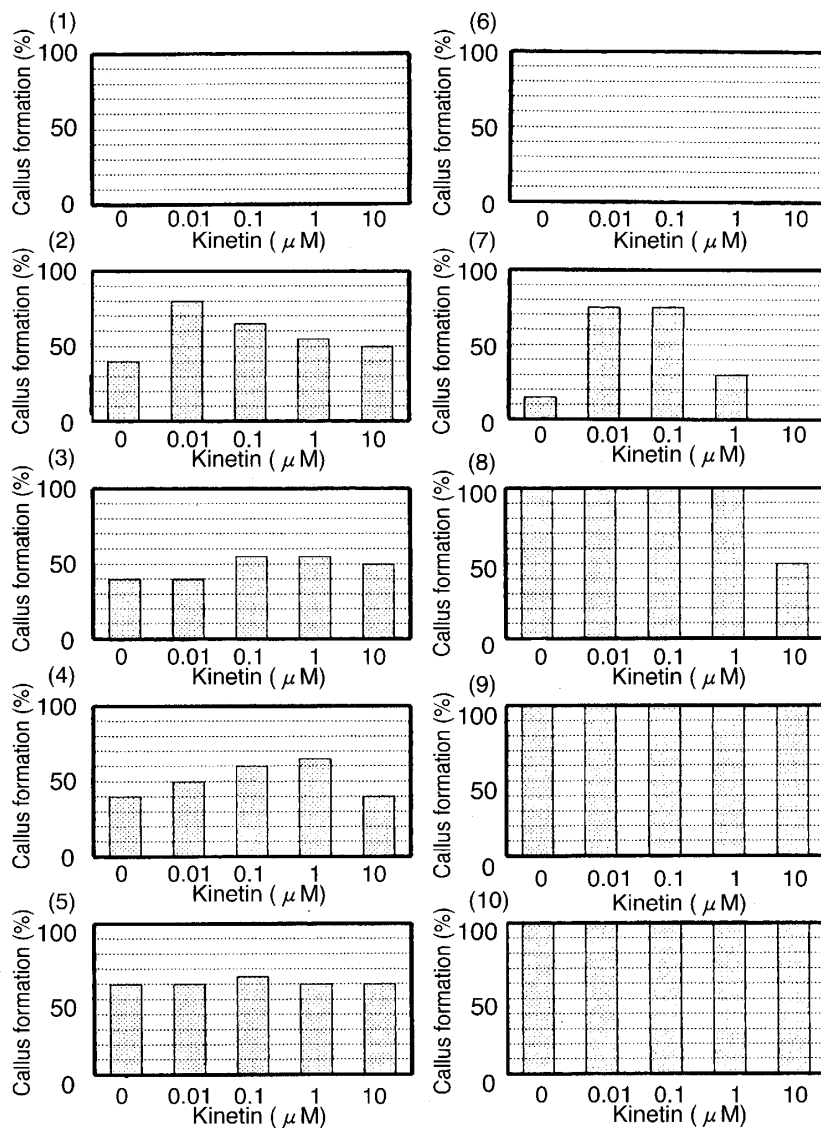 (1)
Callus formation (%)
100
50
0
0 0.01 0.1 1 10
Kinetin ( μM)
(2)
Callus formation (%)
100
50
0
0 0.01 0.1 1 10
Kinetin ( μM)
(3)
Callus formation (%)
100
50
0
0 0.01 0.1 1 10
Kinetin ( μM)
(4)
Callus formation (%)
100
50
0
0 0.01 0.1 1 10
Kinetin ( μM)
(5)
Callus formation (%)
100
50
0
0 0.01 0.1 1 10
Kinetin ( μM)
(6)
Callus formation (%)
100
50
0
0 0.01 0.1 1 10
Kinetin ( μM)
(7)
Callus formation (%)
100
50
0
0 0.01 0.1 1 10
Kinetin ( μM)
(8)
Callus formation (%)
100
50
0
0 0.01 0.1 1 10
Kinetin ( μM)
(9)
Callus formation (%)
100
50
0
0 0.01 0.1 1 10
Kinetin ( μM)
(10)
Callus formation (%)
100
50
0
0 0.01 0.1 1 10
Kinetin ( μM)